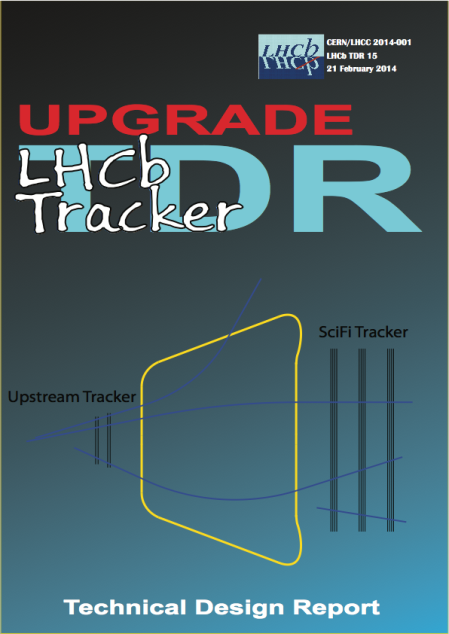 LHCb
CERN/LHCC 2014-001
LHCb TDR 15
21 February 2014
UPGRADE
TDR
LHCb
Tracker
SciFi Tracker
Upstream Tracker
Technical Design Report